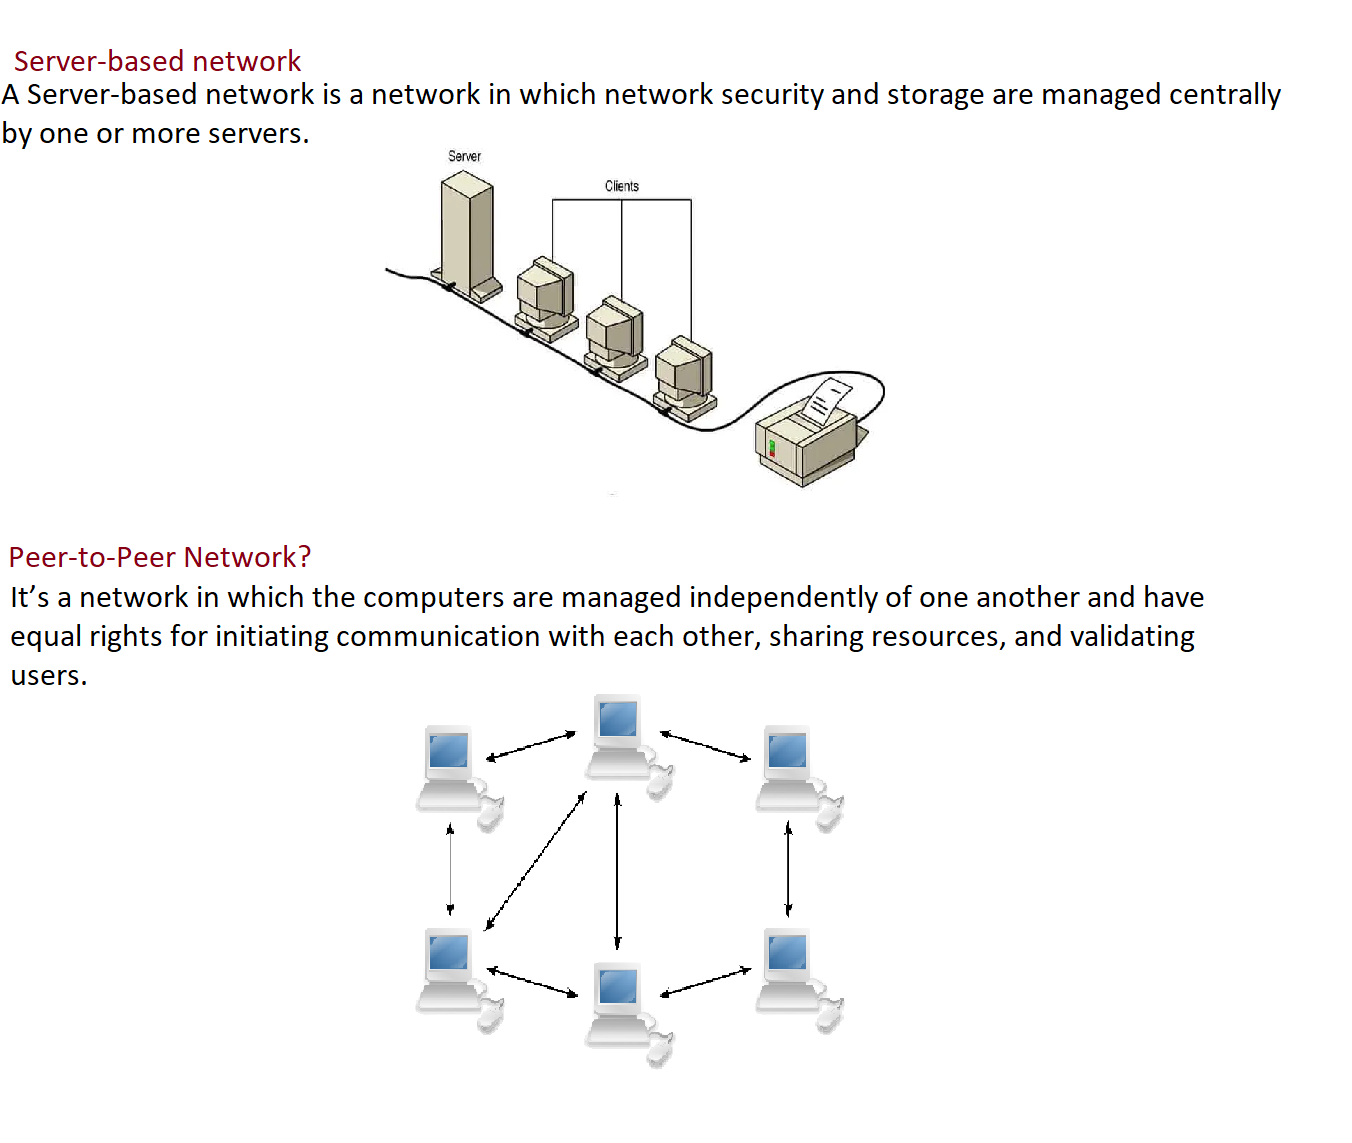 Server-based network
A Server-based network is a network in which network security and storage are managed centrally
by one or more servers.
Server
Clients
Peer-to-Peer Network?
It’s a network in which the computers are managed independently of one another and have
equal rights for initiating communication with each other, sharing resources, and validating
users.